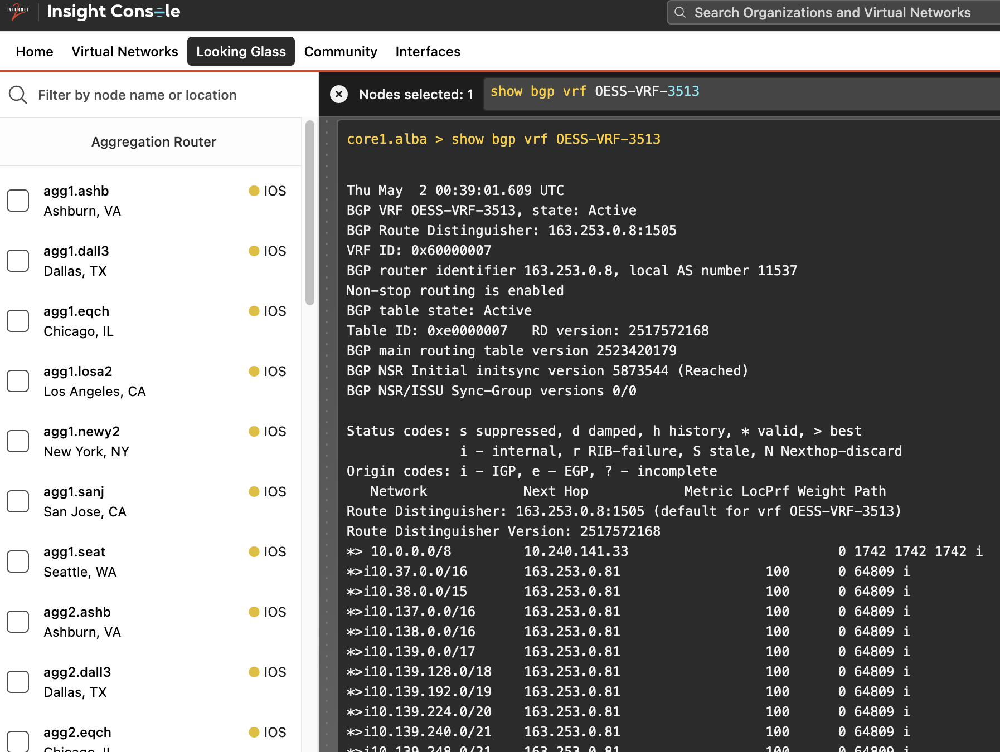 INTERNET 2 Insight Console
Search Organizations and Virtual Networks
Home Virtual Networks Looking Glass Community Interfaces
Filter by node name or location
Aggregation Router
agg1.ashb IOS
Ashburn, VA
agg1.dall3 IOS
Dallas, TX
agg1.eqch IOS
Chicago, IL
agg1.losa2 IOS
Los Angeles, CA
agg1.newy2 IOS
New York, NY
agg1.sanj IOS
San Jose, CA
agg1.seat IOS
Seattle, WA
agg2.ashb IOS
Ashburn, VA
agg2.dall3 IOS
Dallas, TX
agg2.eqch IOS
Chicago, IL
Nodes selected: 1
show bgp vrf OESS-VRF-3513
core1.alba > show bgp vrf OESS-VRF-3513
Thu May  2 00:39:01.609 UTC
BGP VRF OESS-VRF-3513, state: Active
BGP Route Distinguisher: 163.253.0.8:1505
VRF ID: 0x60000007
BGP router identifier 163.253.0.8, local AS number 11537
Non-stop routing is enabled
BGP table state: Active
Table ID: 0xe0000007   RD version: 2517572168
BGP main routing table version 2523420179
BGP NSR Initial initsync version 5873544 (Reached)
BGP NSR/ISSU Sync-Group versions 0/0
Status codes: s suppressed, d damped, h history, * valid, > best
i - internal, r RIB-failure, S stale, N Nexthop-discard
Origin codes: i - IGP, e - EGP, ? - incomplete
Network            Next Hop            Metric LocPrf Weight Path
Route Distinguisher: 163.253.0.8:1505 (default for vrf OESS-VRF-3513)
Route Distinguisher Version: 2517572168
*> 10.0.0.0/8         10.240.141.33                          0 1742 1742 1742 i
*>i10.37.0.0/16       163.253.0.81                  100      0 64809 i
*>i10.38.0.0/15       163.253.0.81                  100      0 64809 i
*>i10.137.0.0/16      163.253.0.81                  100      0 64809 i
*>i10.138.0.0/16      163.253.0.81                  100      0 64809 i
*>i10.139.0.0/17      163.253.0.81                  100      0 64809 i
*>i10.139.128.0/18    163.253.0.81                  100      0 64809 i
*>i10.139.192.0/19    163.253.0.81                  100      0 64809 i
*>i10.139.224.0/20    163.253.0.81                  100      0 64809 i
*>i10.139.240.0/21    163.253.0.81                  100      0 64809 i
*>i10.139.248.0/21    163.253.0.81                  100      0 64809 i